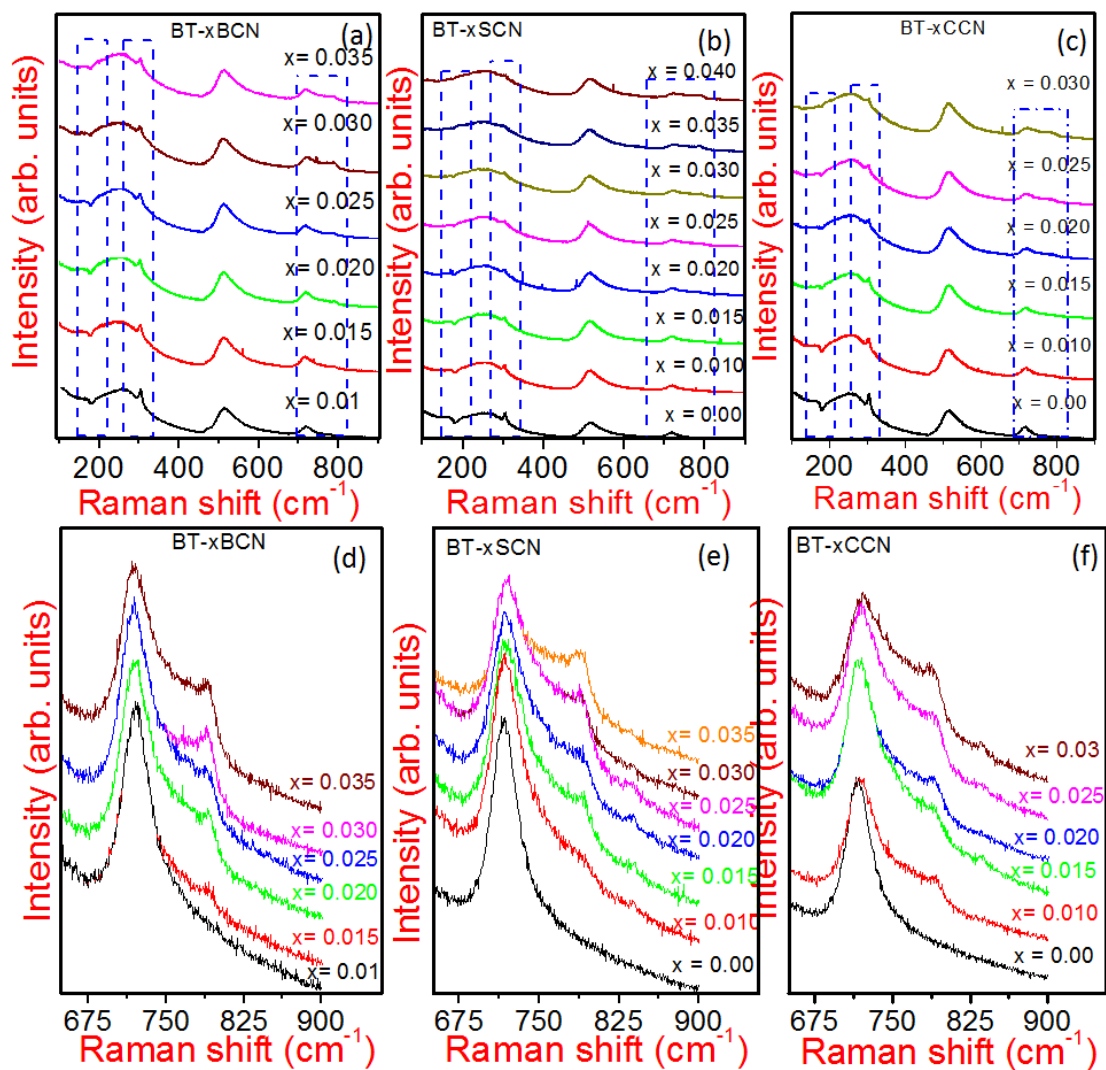 BT-xBCN
(a)
x= 0.035
x= 0.030
x= 0.025
x= 0.020
x= 0.015
x= 0.01
Intensity (arb. units)
200 400 600 800
Raman shift (cm⁻¹)
BT-xSCN
(b)
x = 0.040
x = 0.035
x = 0.030
x = 0.025
x = 0.020
x = 0.015
x = 0.010
x = 0.00
Intensity (arb. units)
200 400 600 800
Raman shift (cm⁻¹)
BT-xCCN
(c)
x = 0.030
x = 0.025
x = 0.020
x = 0.015
x = 0.010
x = 0.00
Intensity (arb. units)
200 400 600 800
Raman shift (cm⁻¹)
BT-xBCN
(d)
x= 0.035
x= 0.030
x= 0.025
x= 0.020
x= 0.015
x= 0.01
Intensity (arb. units)
675 750 825 900
Raman shift (cm⁻¹)
BT-xSCN
(e)
x= 0.035
x= 0.030
x= 0.025
x= 0.020
x= 0.015
x= 0.010
x= 0.00
Intensity (arb. units)
675 750 825 900
Raman shift (cm⁻¹)
BT-xCCN
(f)
x= 0.03
x= 0.025
x= 0.020
x= 0.015
x= 0.010
x= 0.00
Intensity (arb. units)
675 750 825 900
Raman shift (cm⁻¹)